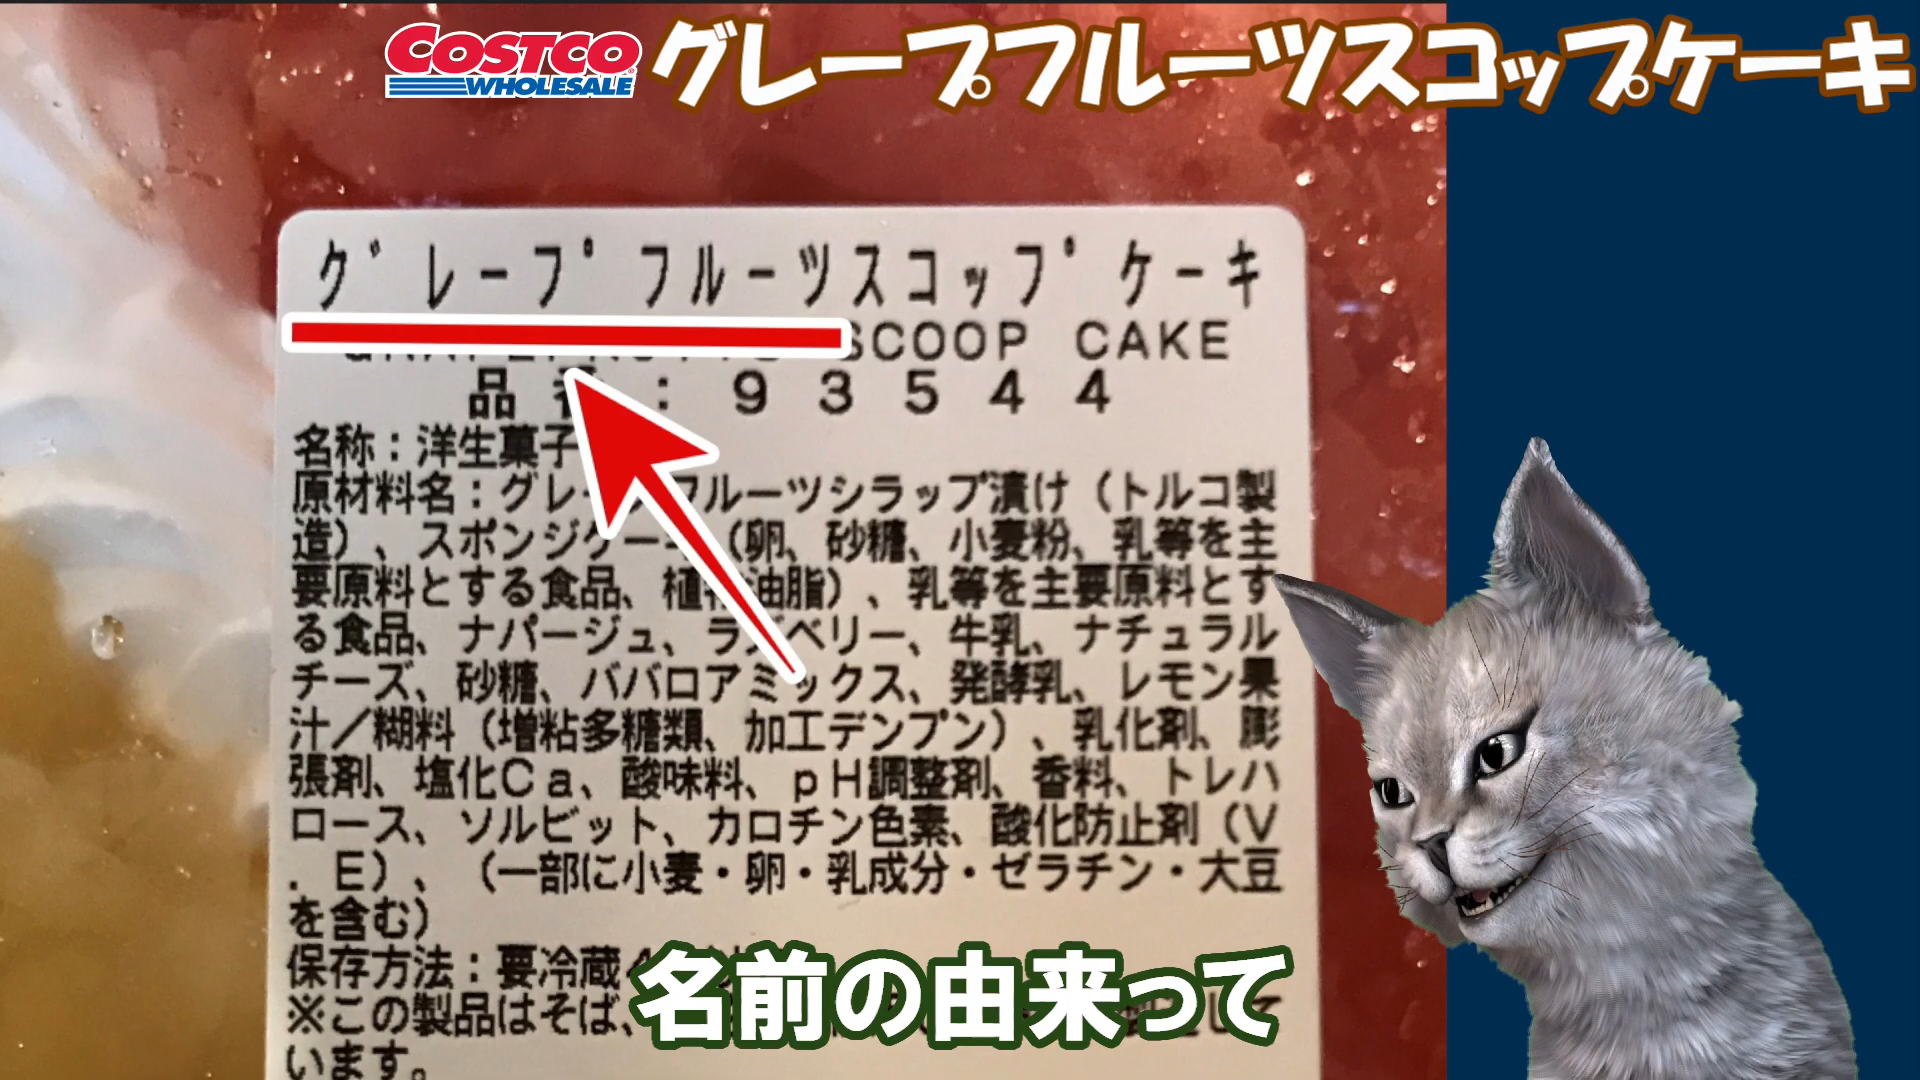 COSTCO WHOLESALE グレープフルーツスコップケーキ
グレープフルーツスコップケーキ
SCOOP CAKE
品番:93544
名称:洋生菓子
原材料名:グレープフルーツシラップ漬け(トルコ製
造)、スポンジケーキ(卵、砂糖、小麦粉、乳等を主
要原料とする食品、植物油脂)、乳等を主要原料とす
る食品、ナパージュ、ラズベリー、牛乳、ナチュラル
チーズ、砂糖、ババロアミックス、発酵乳、レモン果
汁/糊料(増粘多糖類、加工デンプン)、乳化剤、膨
張剤、塩化Ca、酸味料、pH調整剤、香料、トレハ
ロース、ソルビット、カロチン色素、酸化防止剤(V
.E)、(一部に小麦・卵・乳成分・ゼラチン・大豆
を含む)
保存方法:要冷蔵
※この製品はそば、
います。
名前の由来って